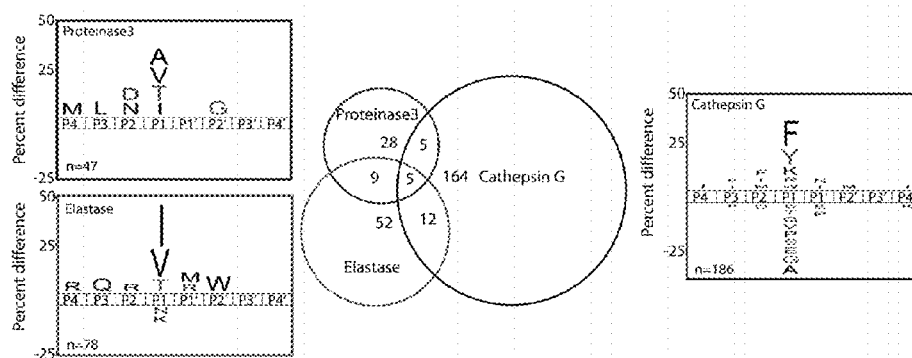 50
Proteinase3
Percent difference
25
A
V
T
I
M L D N G
P4 P3 P2 P1 P1' P2' P3' P4'
n=47
-25
50
Elastase
Percent difference
25
I
V
T
R Q R M W
P4 P3 P2 P1 P1' P2' P3' P4'
n=78
-25
Proteinase3
28 5
9 5 164 Cathepsin G
52 12
Elastase
50
Cathepsin G
Percent difference
25
F
Y
P4 P3 P2 P1 P1' P2' P3' P4'
-25
A
n=186